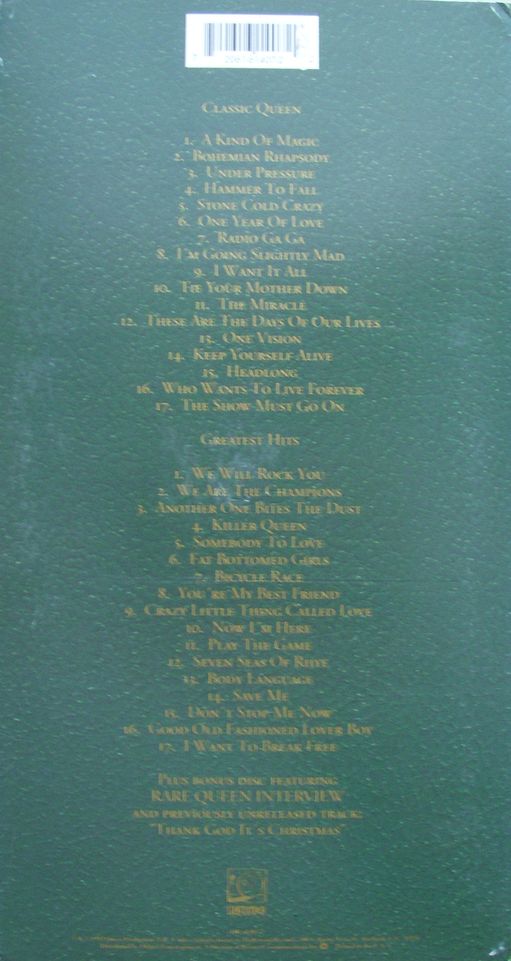 Classic Queen
1. A Kind Of Magic
2. Bohemian Rhapsody
3. Under Pressure
4. Hammer To Fall
5. Stone Cold Crazy
6. One Year Of Love
7. Radio Ga Ga
8. I'm Going Slightly Mad
9. I Want It All
10. Tie Your Mother Down
11. The Miracle
12. These Are The Days Of Our Lives
13. One Vision
14. Keep Yourself Alive
15. Headlong
16. Who Wants To Live Forever
17. The Show Must Go On
Greatest Hits
1. We Will Rock You
2. We Are The Champions
3. Another One Bites The Dust
4. Killer Queen
5. Somebody To Love
6. Fat Bottomed Girls
7. Bicycle Race
8. You're My Best Friend
9. Crazy Little Thing Called Love
10. Now I'm Here
11. Play The Game
12. Seven Seas Of Rhye
13. Body Language
14. Save Me
15. Don't Stop Me Now
16. Good Old Fashioned Lover Boy
17. I Want To Break Free
Plus bonus disc featuring
RARE QUEEN INTERVIEW
and previously unreleased track:
"Thank God It's Christmas"